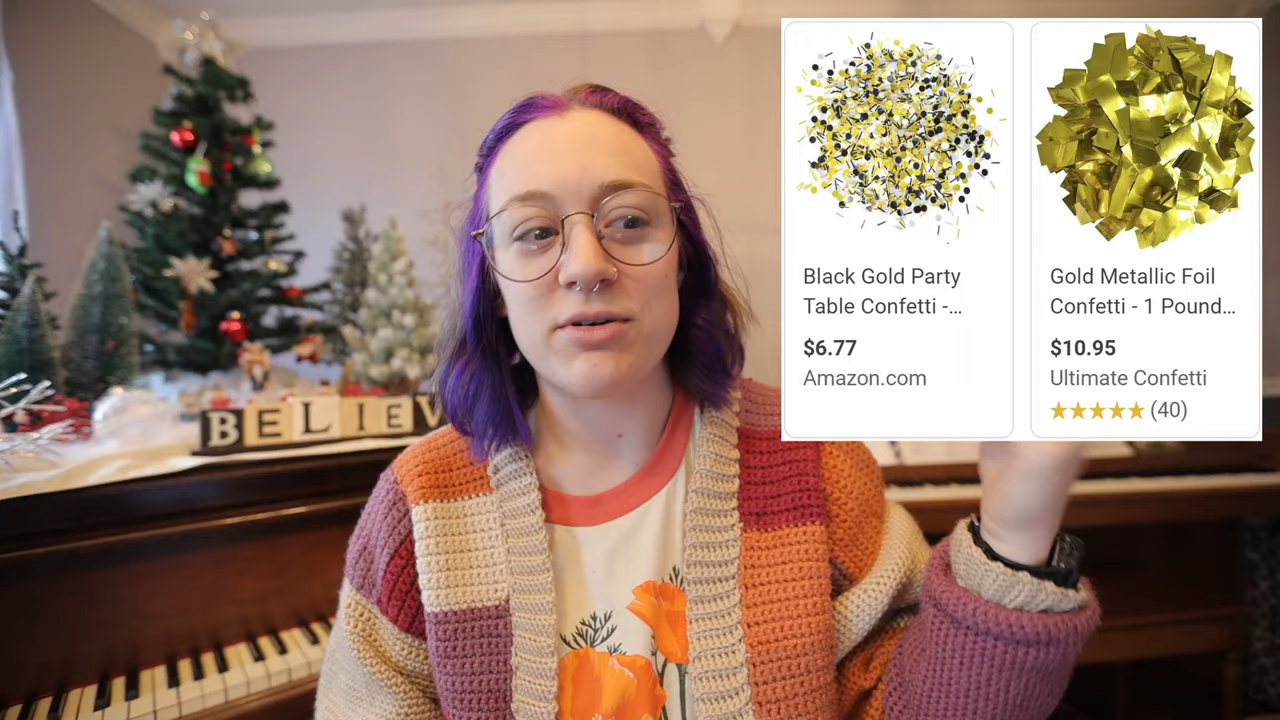 BELIEV
Black Gold Party
Table Confetti -...
$6.77
Amazon.com
Gold Metallic Foil
Confetti - 1 Pound...
$10.95
Ultimate Confetti
(40)